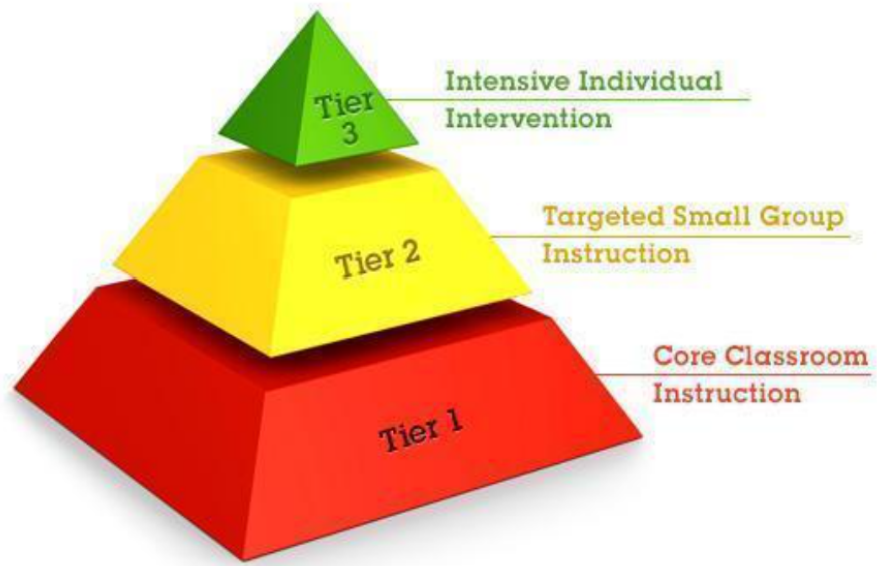 Tier
3
Intensive Individual
Intervention
Tier 2
Targeted Small Group
Instruction
Tier 1
Core Classroom
Instruction